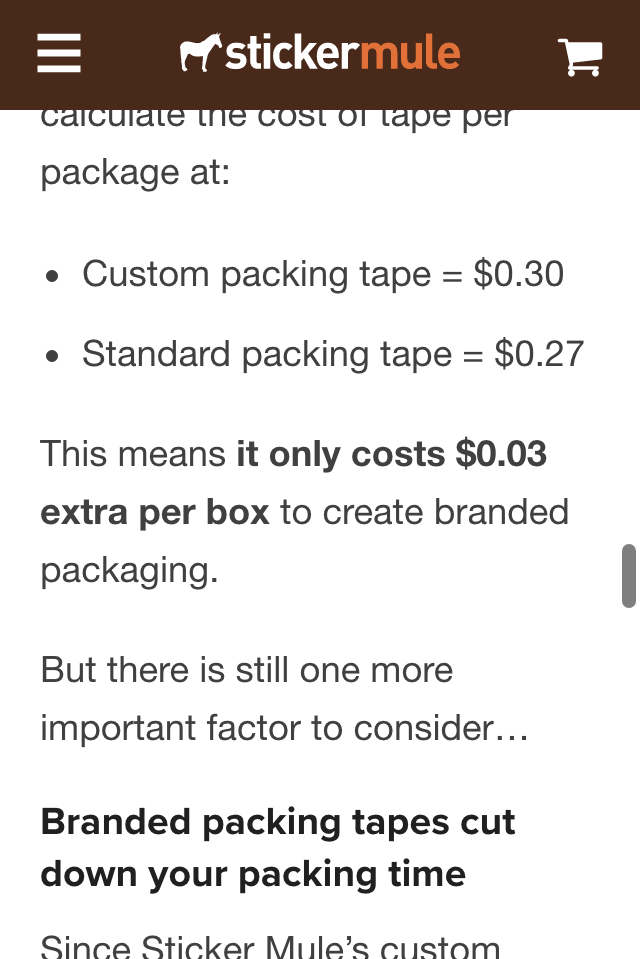 stickermule
calculate the cost of tape per
package at:
• Custom packing tape = $0.30
• Standard packing tape = $0.27
This means it only costs $0.03
extra per box to create branded
packaging.
But there is still one more
important factor to consider…
Branded packing tapes cut
down your packing time
Since Sticker Mule’s custom